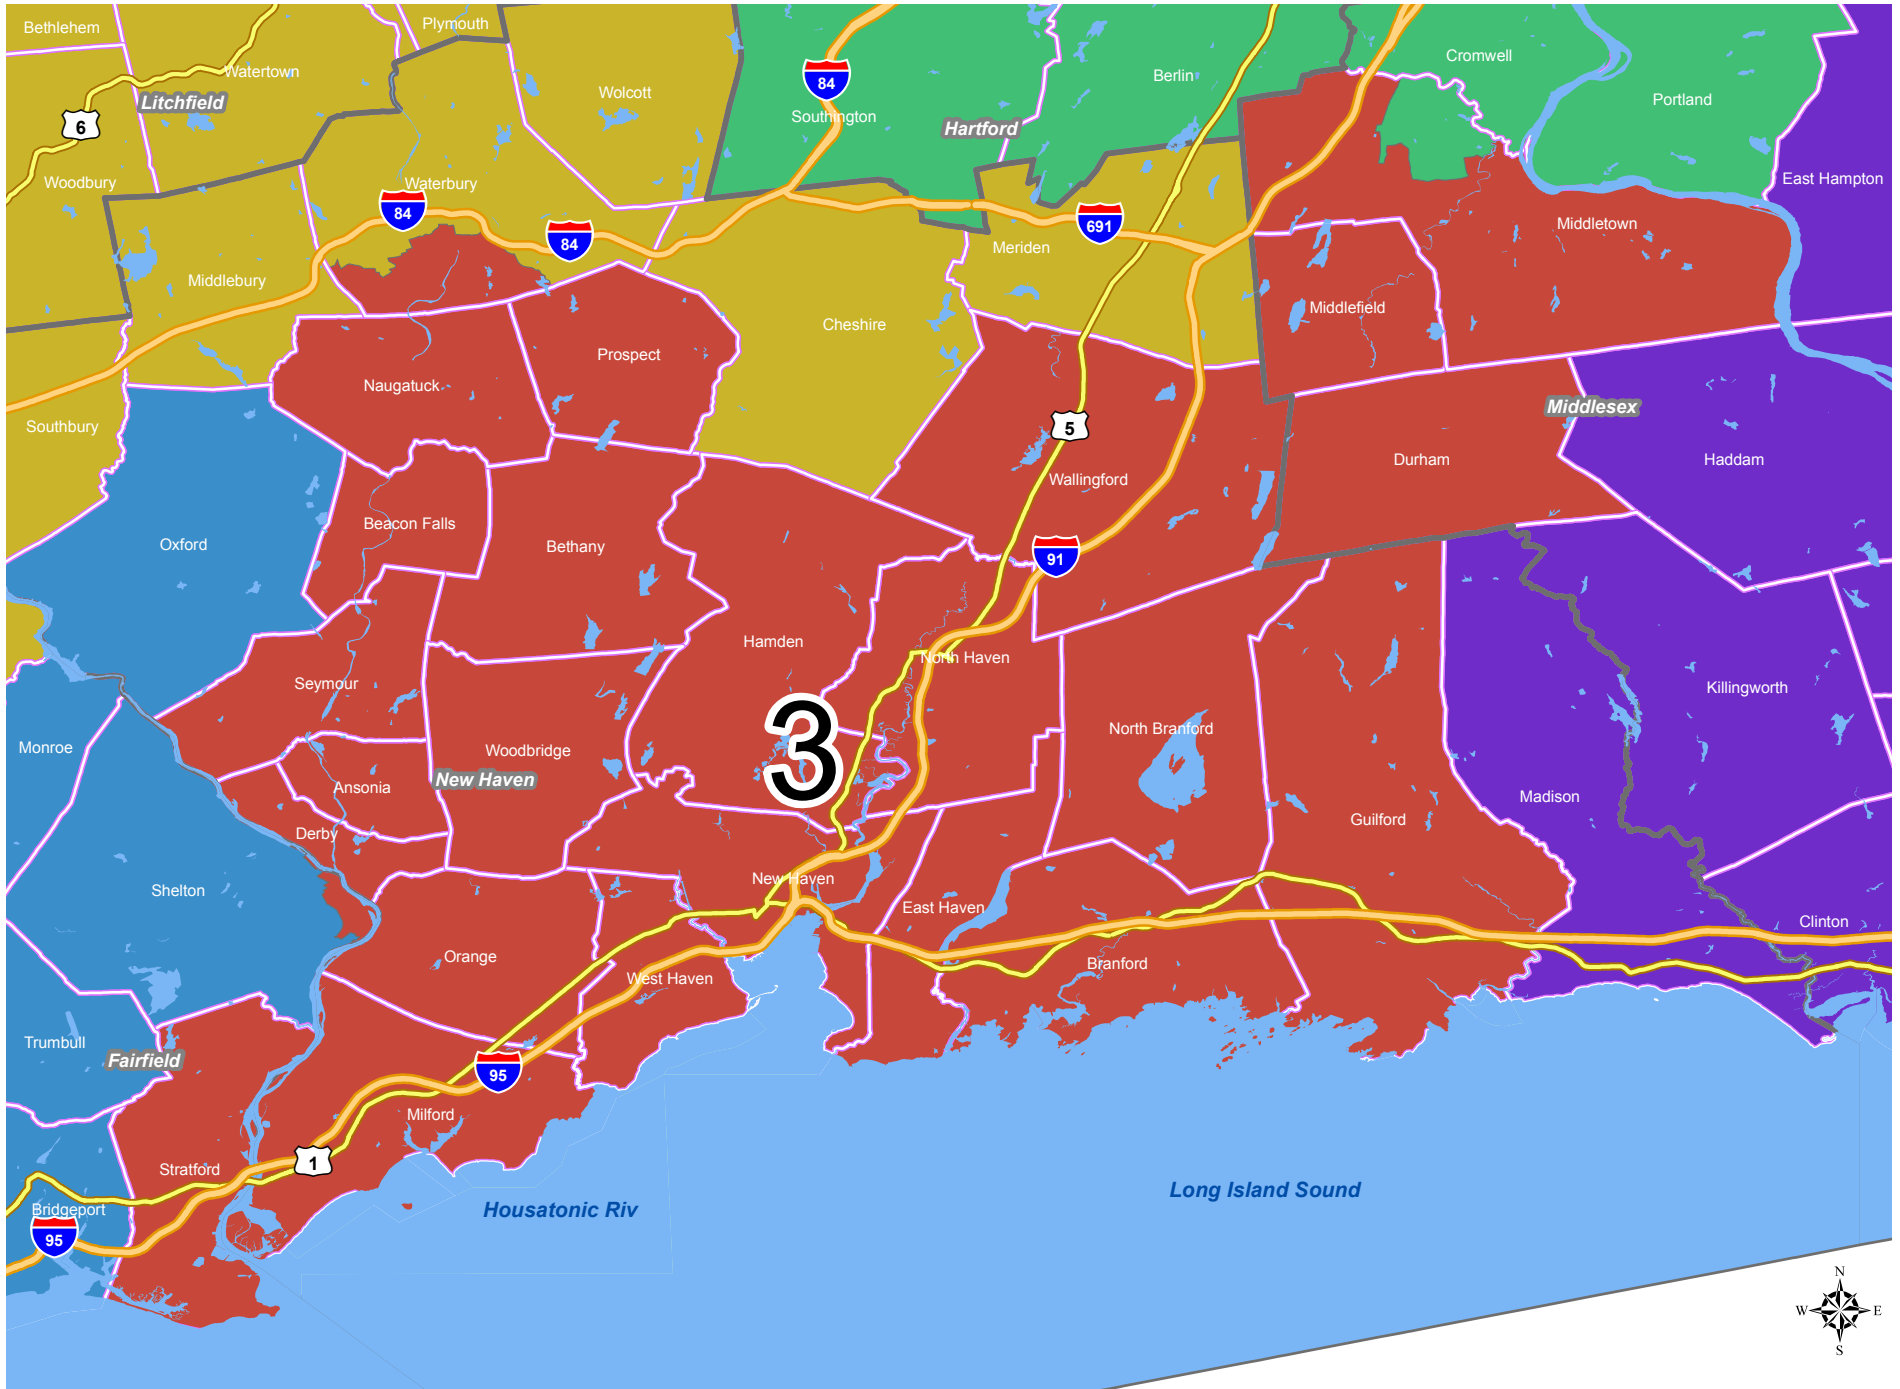 Bethlehem
Plymouth
Watertown
Litchfield
6
Wolcott
84
Southington
Hartford
Berlin
Cromwell
Portland
Woodbury
Waterbury
84
84
East Hampton
Middletown
691
Meriden
Middlebury
Middlefield
Cheshire
Prospect
Naugatuck
Southbury
5
Middlesex
Wallingford
Durham
Haddam
Beacon Falls
Oxford
Bethany
91
Hamden
North Haven
Seymour
Killingworth
Monroe
Woodbridge
North Branford
3
New Haven
Ansonia
Madison
Derby
Guilford
Shelton
New Haven
East Haven
Clinton
Orange
West Haven
Branford
Trumbull
Fairfield
95
Milford
Stratford
1
Bridgeport
95
Housatonic Riv
Long Island Sound
N
W E
S